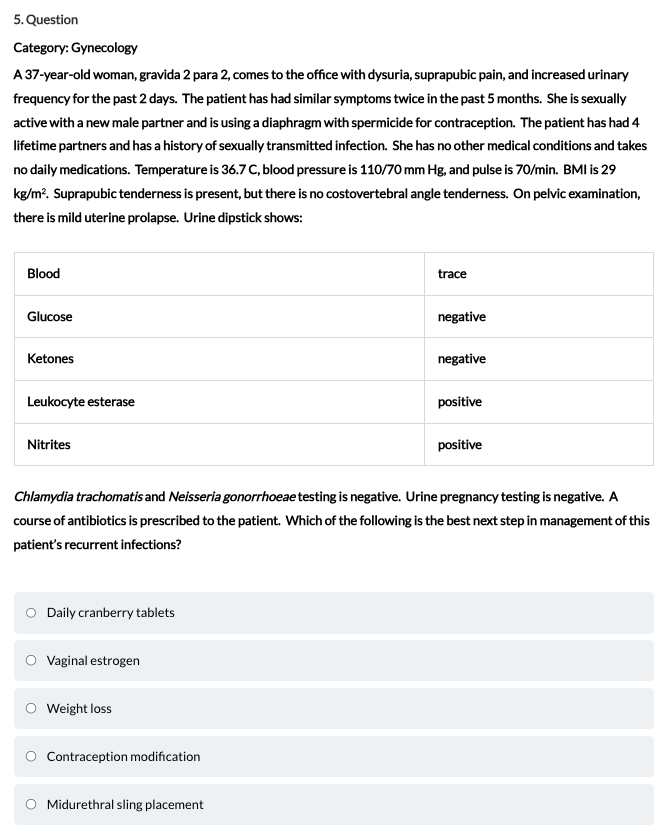 5. Question
Category: Gynecology
A 37-year-old woman, gravida 2 para 2, comes to the office with dysuria, suprapubic pain, and increased urinary
frequency for the past 2 days. The patient has had similar symptoms twice in the past 5 months. She is sexually
active with a new male partner and is using a diaphragm with spermicide for contraception. The patient has had 4
lifetime partners and has a history of sexually transmitted infection. She has no other medical conditions and takes
no daily medications. Temperature is 36.7 C, blood pressure is 110/70 mm Hg, and pulse is 70/min. BMI is 29
kg/m². Suprapubic tenderness is present, but there is no costovertebral angle tenderness. On pelvic examination,
there is mild uterine prolapse. Urine dipstick shows:
Blood trace
Glucose negative
Ketones negative
Leukocyte esterase positive
Nitrites positive
Chlamydia trachomatis and Neisseria gonorrhoeae testing is negative. Urine pregnancy testing is negative. A
course of antibiotics is prescribed to the patient. Which of the following is the best next step in management of this
patient's recurrent infections?
Daily cranberry tablets
Vaginal estrogen
Weight loss
Contraception modification
Midurethral sling placement